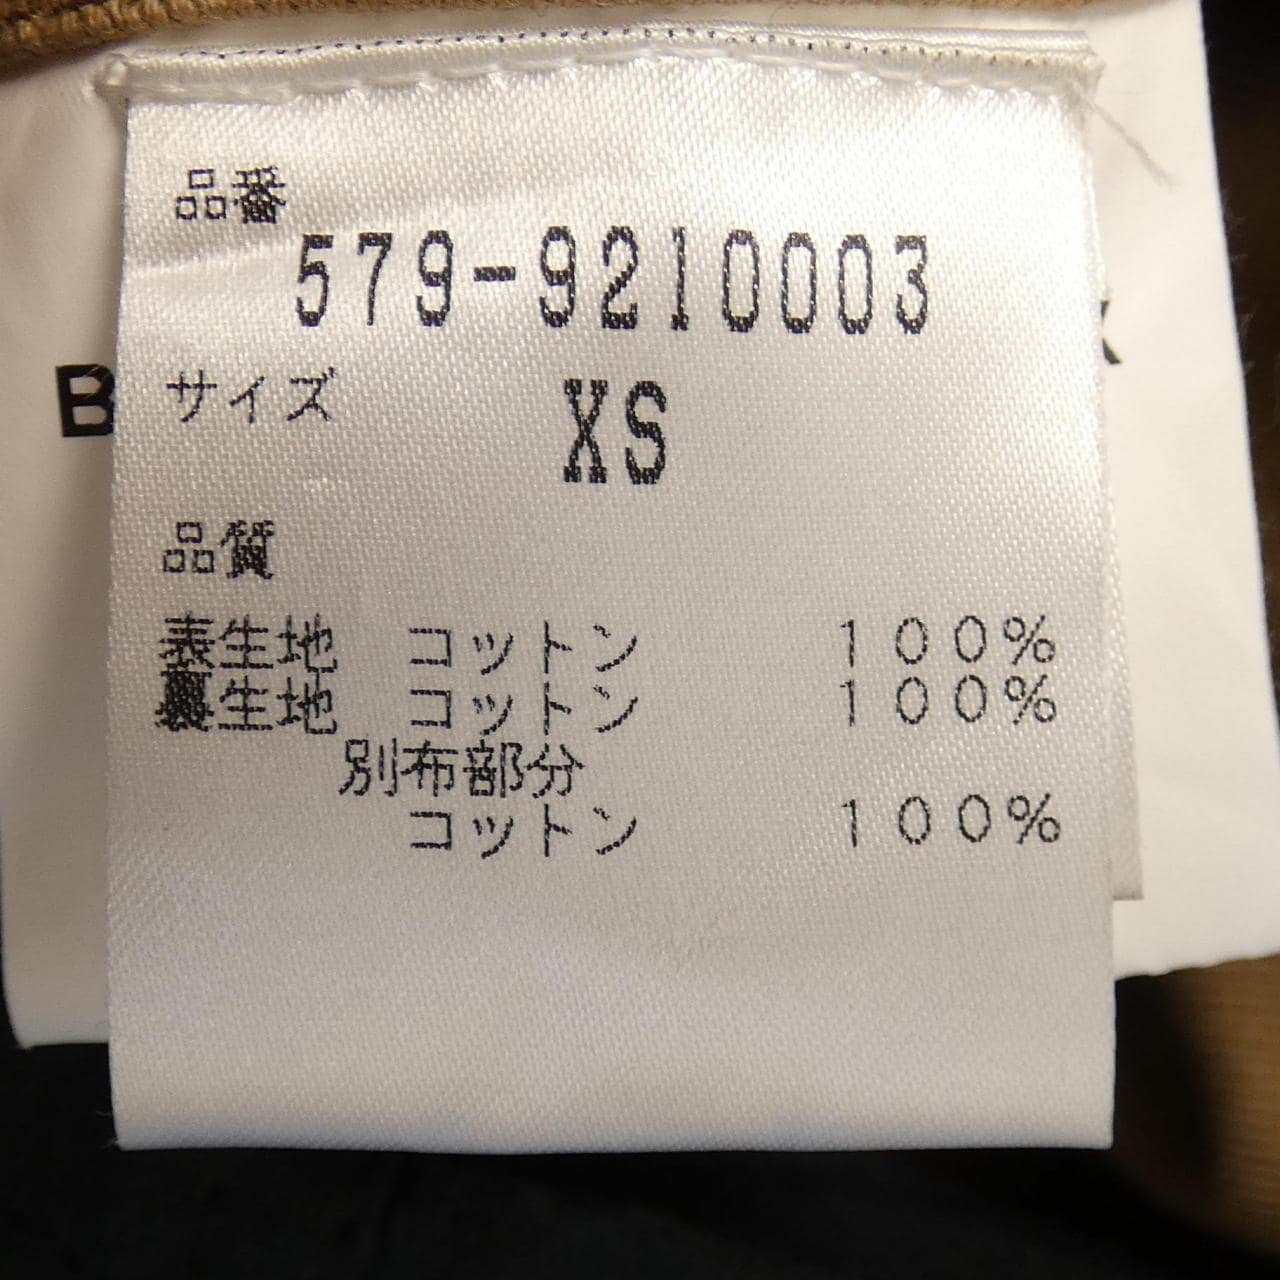 品番
579-9210003
サイズ XS
品質
表生地 コットン 100%
裏生地 コットン 100%
別布部分
コットン 100%
B